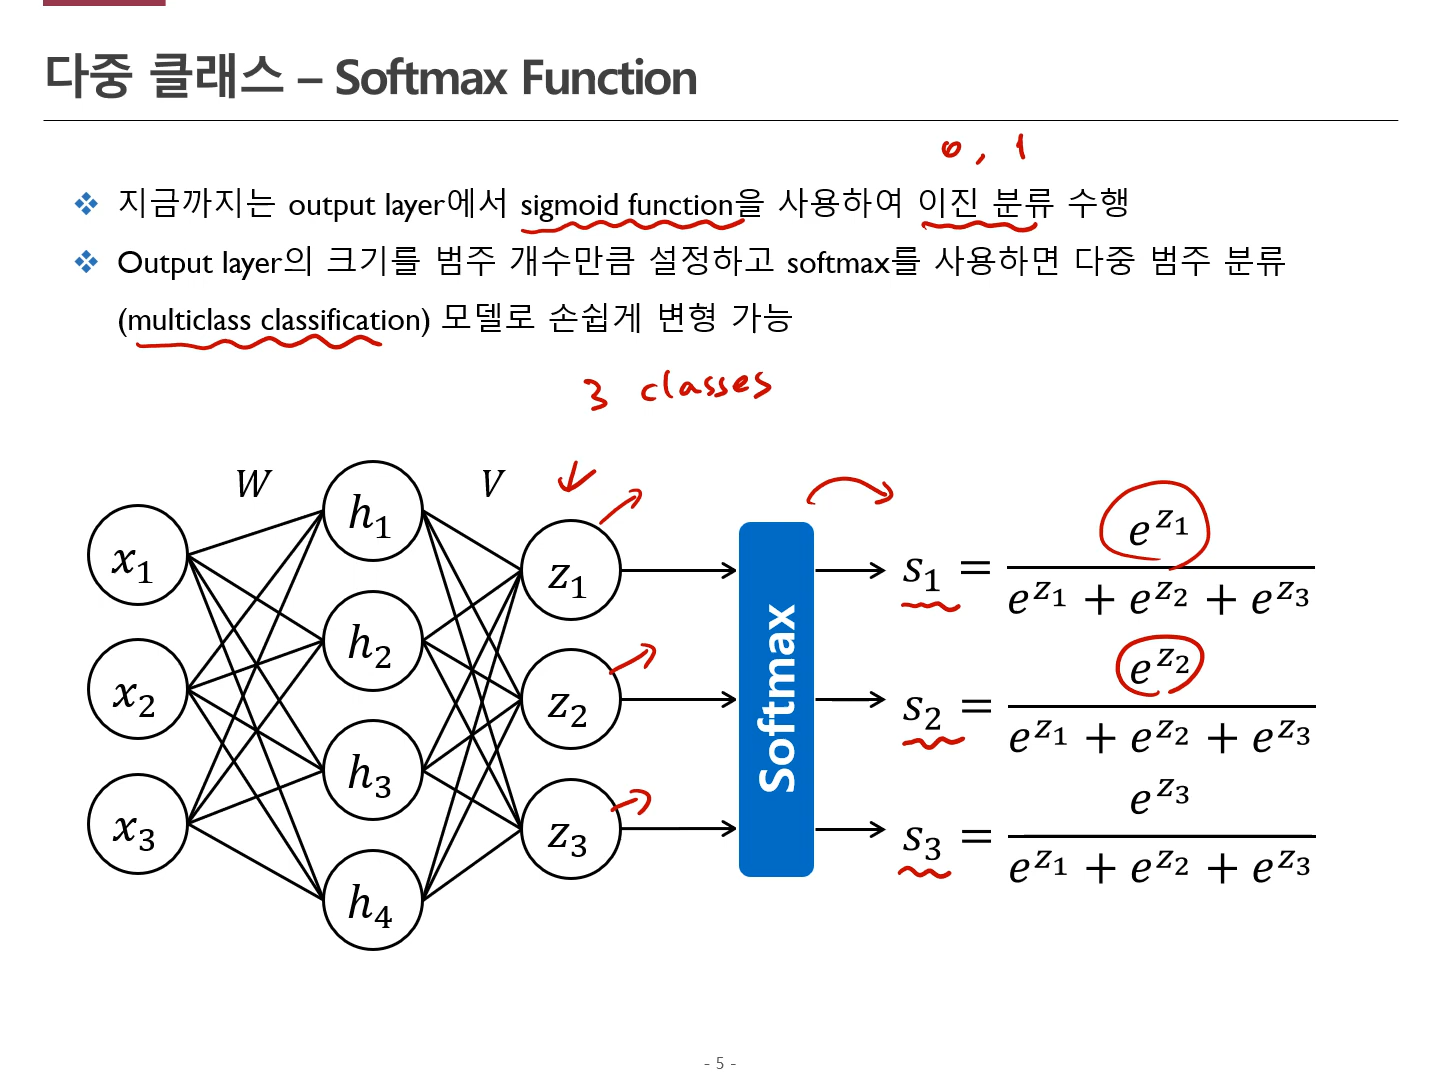 다중 클래스 – Softmax Function
0, 1
❖ 지금까지는 output layer에서 sigmoid function을 사용하여 이진 분류 수행
❖ Output layer의 크기를 범주 개수만큼 설정하고 softmax를 사용하면 다중 범주 분류
(multiclass classification) 모델로 손쉽게 변형 가능
3 classes
W V
x₁ x₂ x₃
h₁ h₂ h₃ h₄
z₁ z₂ z₃
Softmax
s₁ = e^{z₁} / (e^{z₁} + e^{z₂} + e^{z₃})
s₂ = e^{z₂} / (e^{z₁} + e^{z₂} + e^{z₃})
s₃ = e^{z₃} / (e^{z₁} + e^{z₂} + e^{z₃})
- 5 -